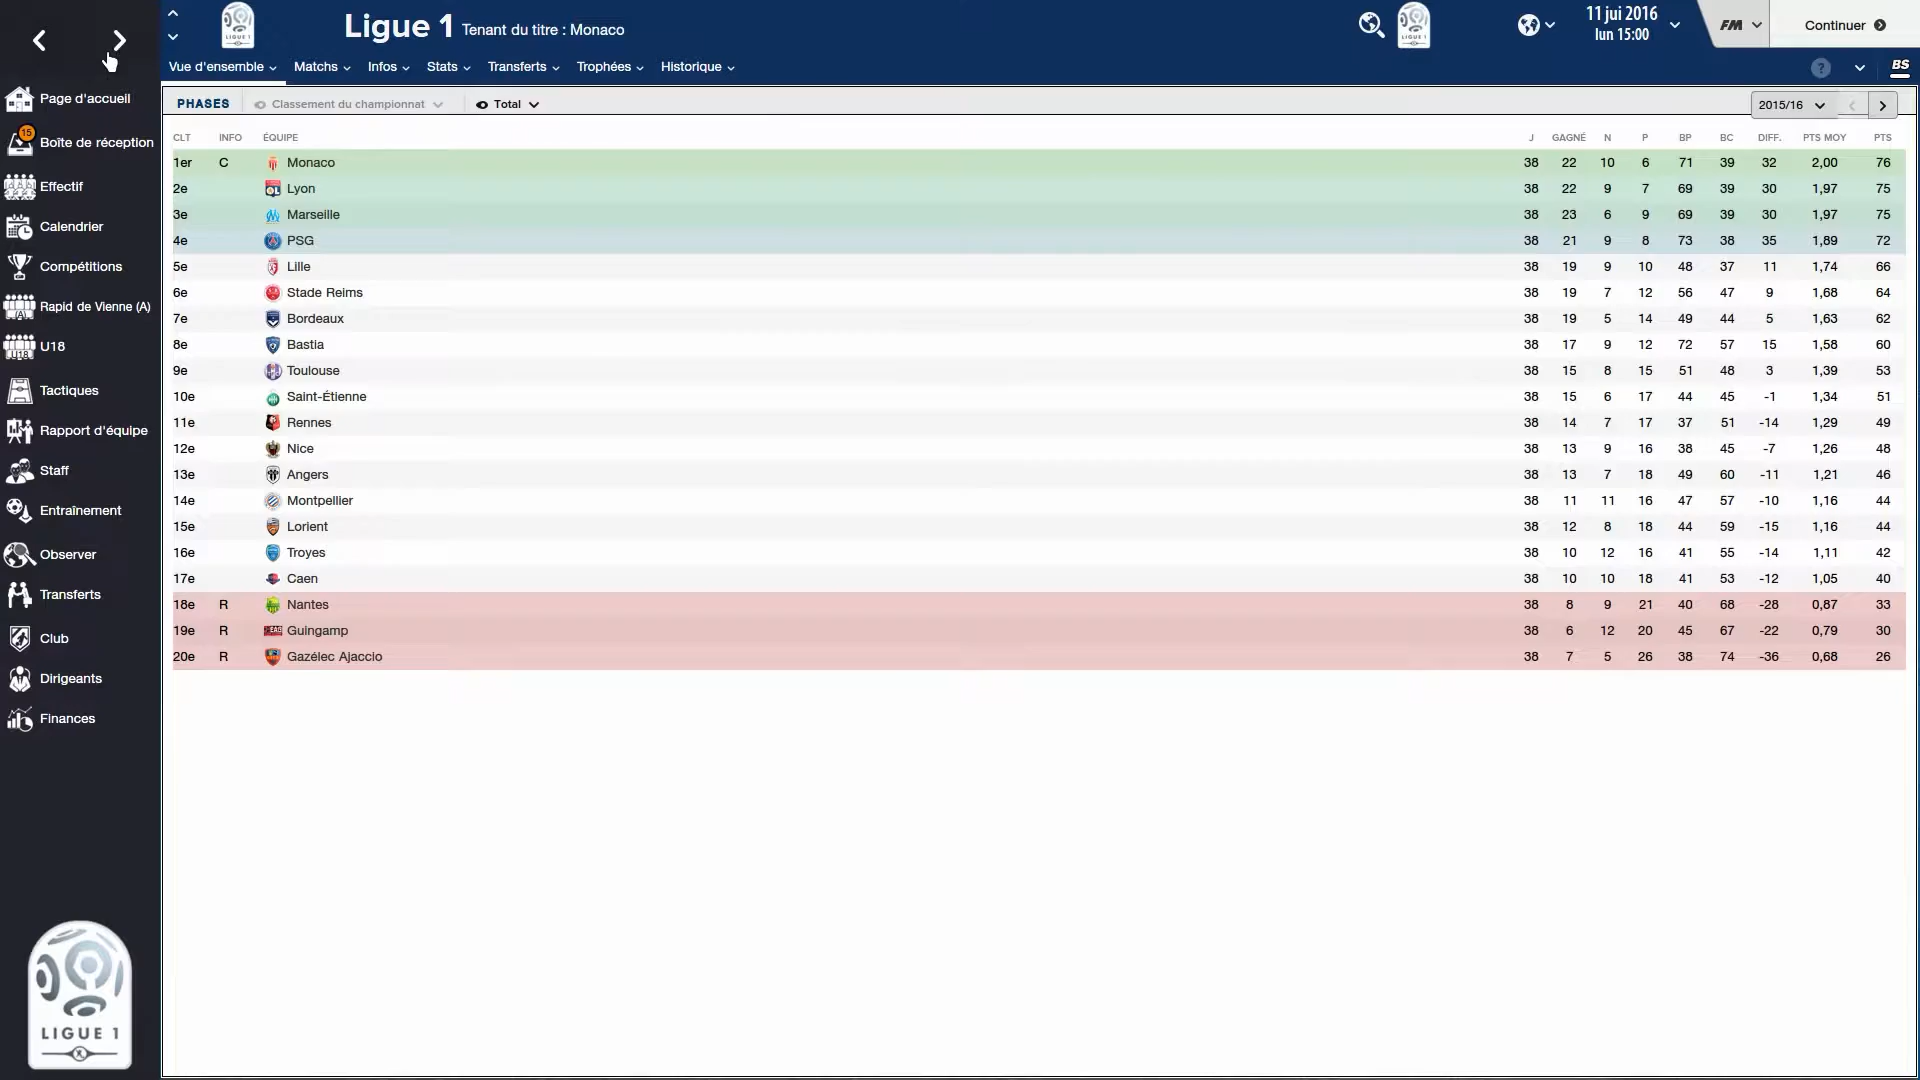 Ligue 1 Tenant du titre : Monaco
11 jui 2016
lun 15:00
FM
Continuer
Vue d'ensemble Matchs Infos Stats Transferts Trophées Historique
? BS
PHASES Classement du championnat Total 2015/16
Page d'accueil
15
Boîte de réception
Effectif
Calendrier
Compétitions
(A) Rapid de Vienne (A)
U18 U18
Tactiques
Rapport d'équipe
Staff
Entraînement
Observer
Transferts
Club
Dirigeants
Finances
LIGUE 1
CLT INFO ÉQUIPE J GAGNÉ N P BP BC DIFF. PTS MOY PTS
1er C Monaco 38 22 10 6 71 39 32 2,00 76
2e Lyon 38 22 9 7 69 39 30 1,97 75
3e Marseille 38 23 6 9 69 39 30 1,97 75
4e PSG 38 21 9 8 73 38 35 1,89 72
5e Lille 38 19 9 10 48 37 11 1,74 66
6e Stade Reims 38 19 7 12 56 47 9 1,68 64
7e Bordeaux 38 19 5 14 49 44 5 1,63 62
8e Bastia 38 17 9 12 72 57 15 1,58 60
9e Toulouse 38 15 8 15 51 48 3 1,39 53
10e Saint-Étienne 38 15 6 17 44 45 -1 1,34 51
11e Rennes 38 14 7 17 37 51 -14 1,29 49
12e Nice 38 13 9 16 38 45 -7 1,26 48
13e Angers 38 13 7 18 49 60 -11 1,21 46
14e Montpellier 38 11 11 16 47 57 -10 1,16 44
15e Lorient 38 12 8 18 44 59 -15 1,16 44
16e Troyes 38 10 12 16 41 55 -14 1,11 42
17e Caen 38 10 10 18 41 53 -12 1,05 40
18e R Nantes 38 8 9 21 40 68 -28 0,87 33
19e R Guingamp 38 6 12 20 45 67 -22 0,79 30
20e R Gazélec Ajaccio 38 7 5 26 38 74 -36 0,68 26